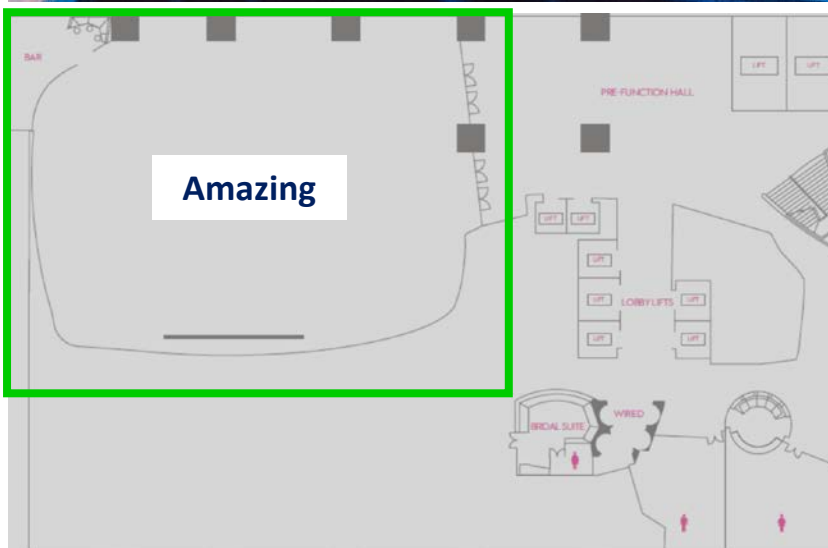 BAR
LIFT
LIFT
PRE-FUNCTION HALL
Amazing
LIFT
LIFT
LIFT
LIFT
LOBBY LIFTS
LIFT
LIFT
LIFT
BRIDAL SUITE
WIRED